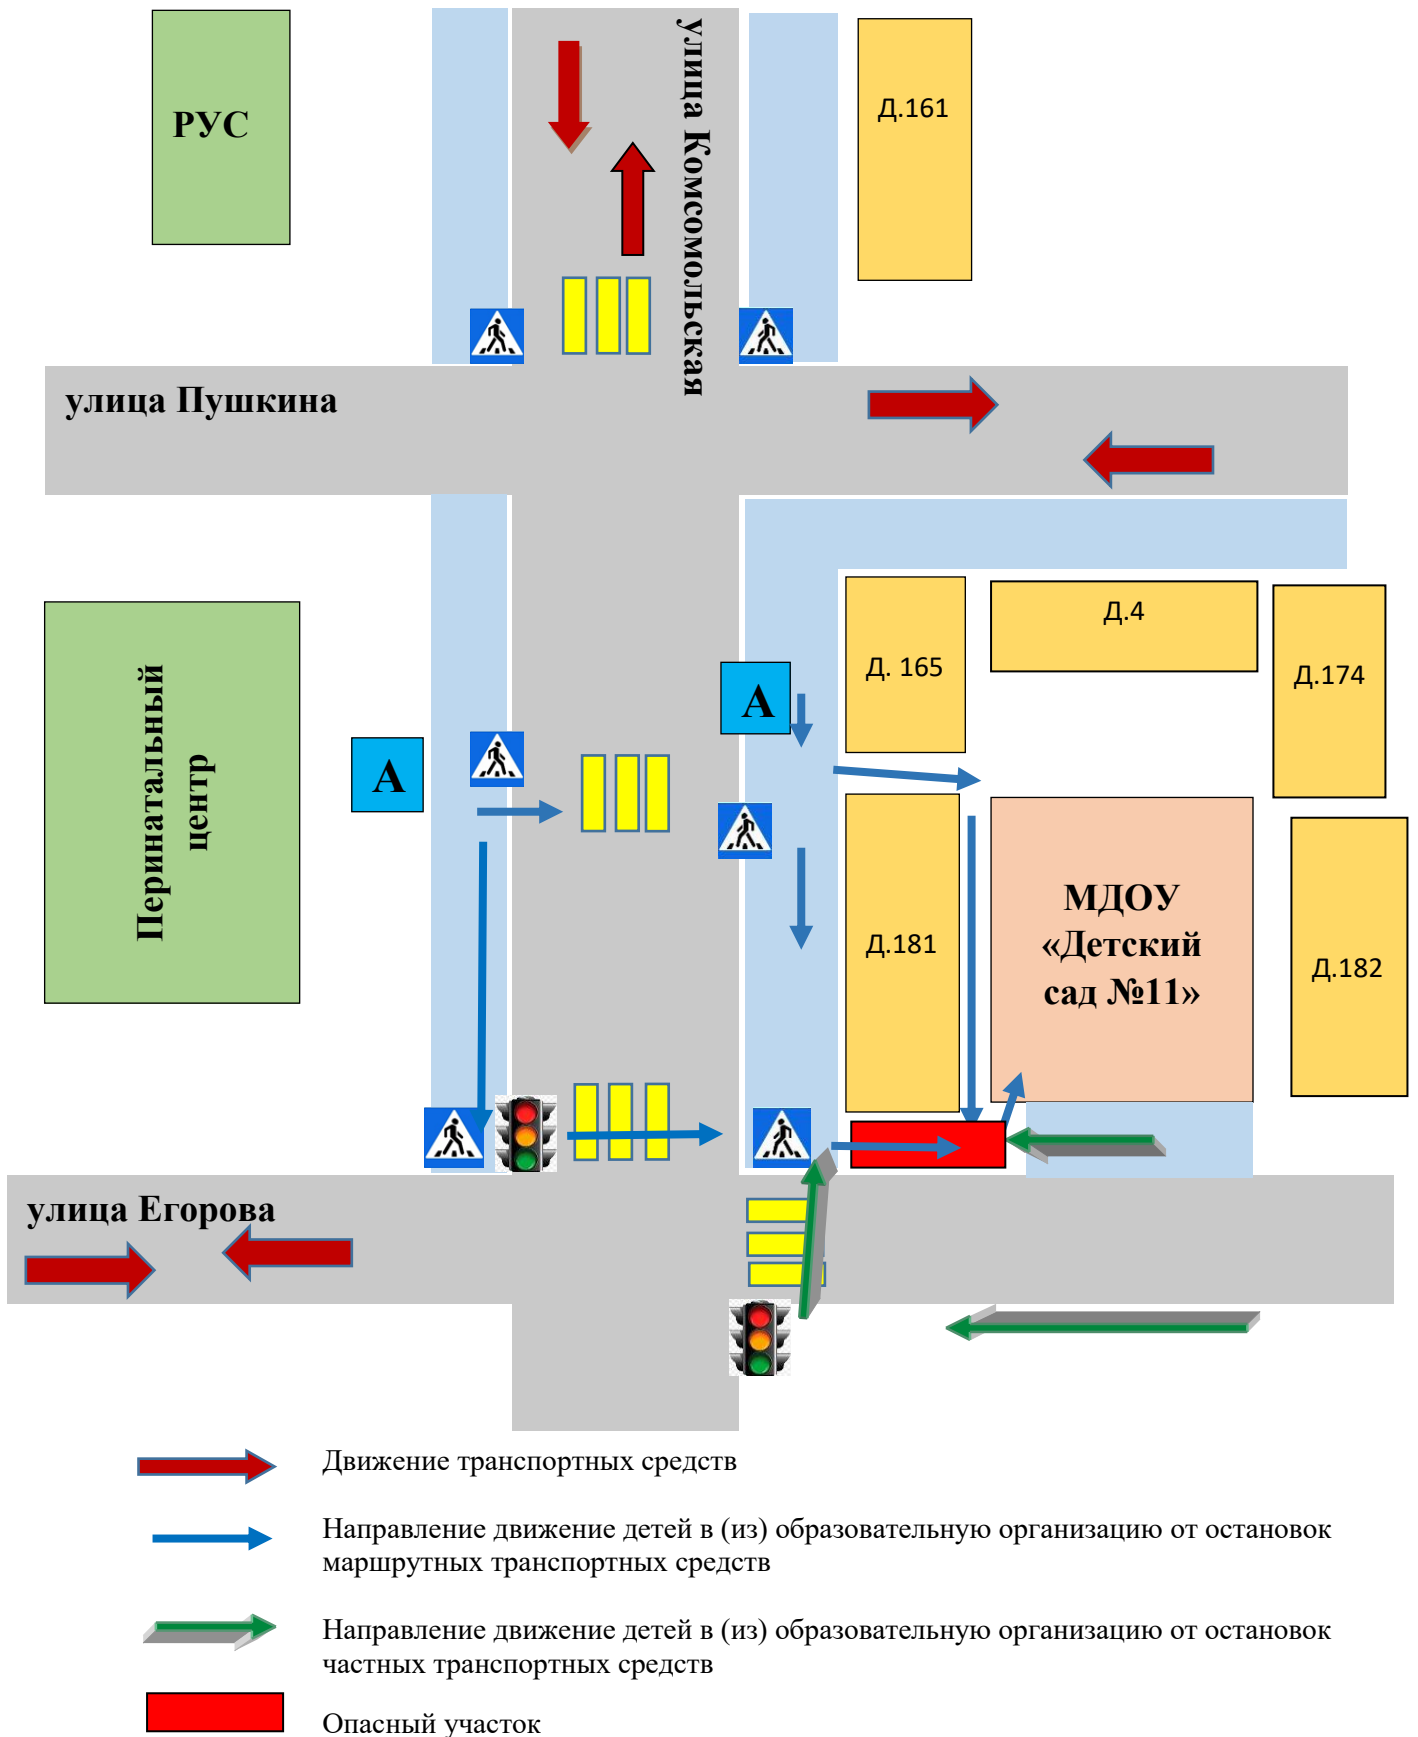 РУС
улица Комсомольская
Д.161
улица Пушкина
Перинатальный
центр
А
А
Д. 165
Д.4
Д.174
Д.181
МДОУ
«Детский
сад №11»
Д.182
улица Егорова
Движение транспортных средств
Направление движение детей в (из) образовательную организацию от остановок
маршрутных транспортных средств
Направление движение детей в (из) образовательную организацию от остановок
частных транспортных средств
Опасный участок